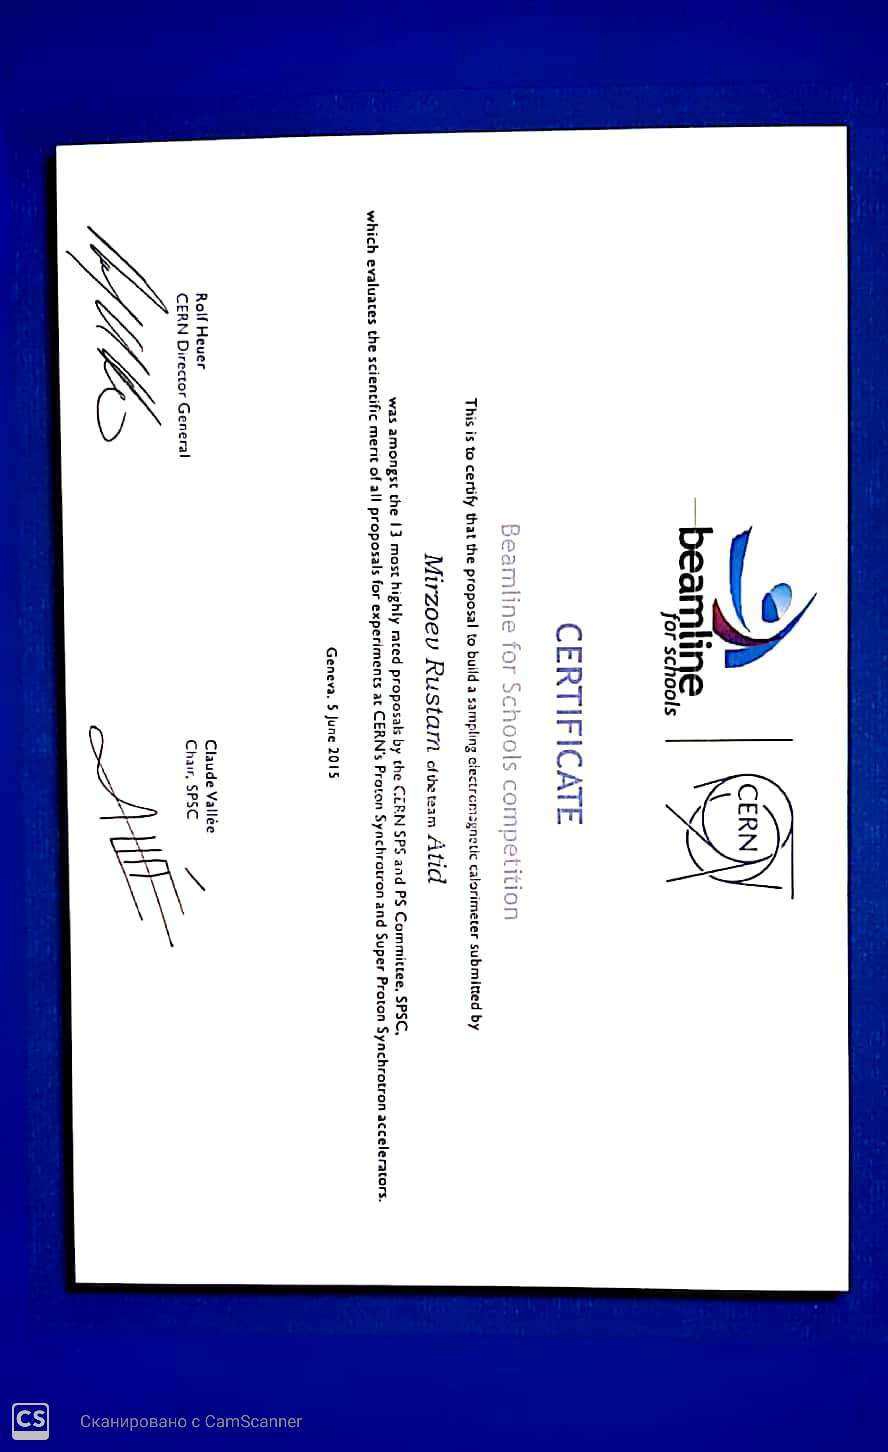 beamline
for schools
CERN
CERTIFICATE
Beamline for Schools competition
This is to certify that the proposal to build a sampling electromagnetic calorimeter submitted by
Mirzoev Rustam of the team Atid
was amongst the 13 most highly rated proposals by the CERN SPS and PS Committee, SPSC,
which evaluates the scientific merit of all proposals for experiments at CERN's Proton Synchrotron and Super Proton Synchrotron accelerators.
Geneva, 5 June 2015
Rolf Heuer
CERN Director General
Claude Vallée
Chair, SPSC
Сканировано с CamScanner
CS